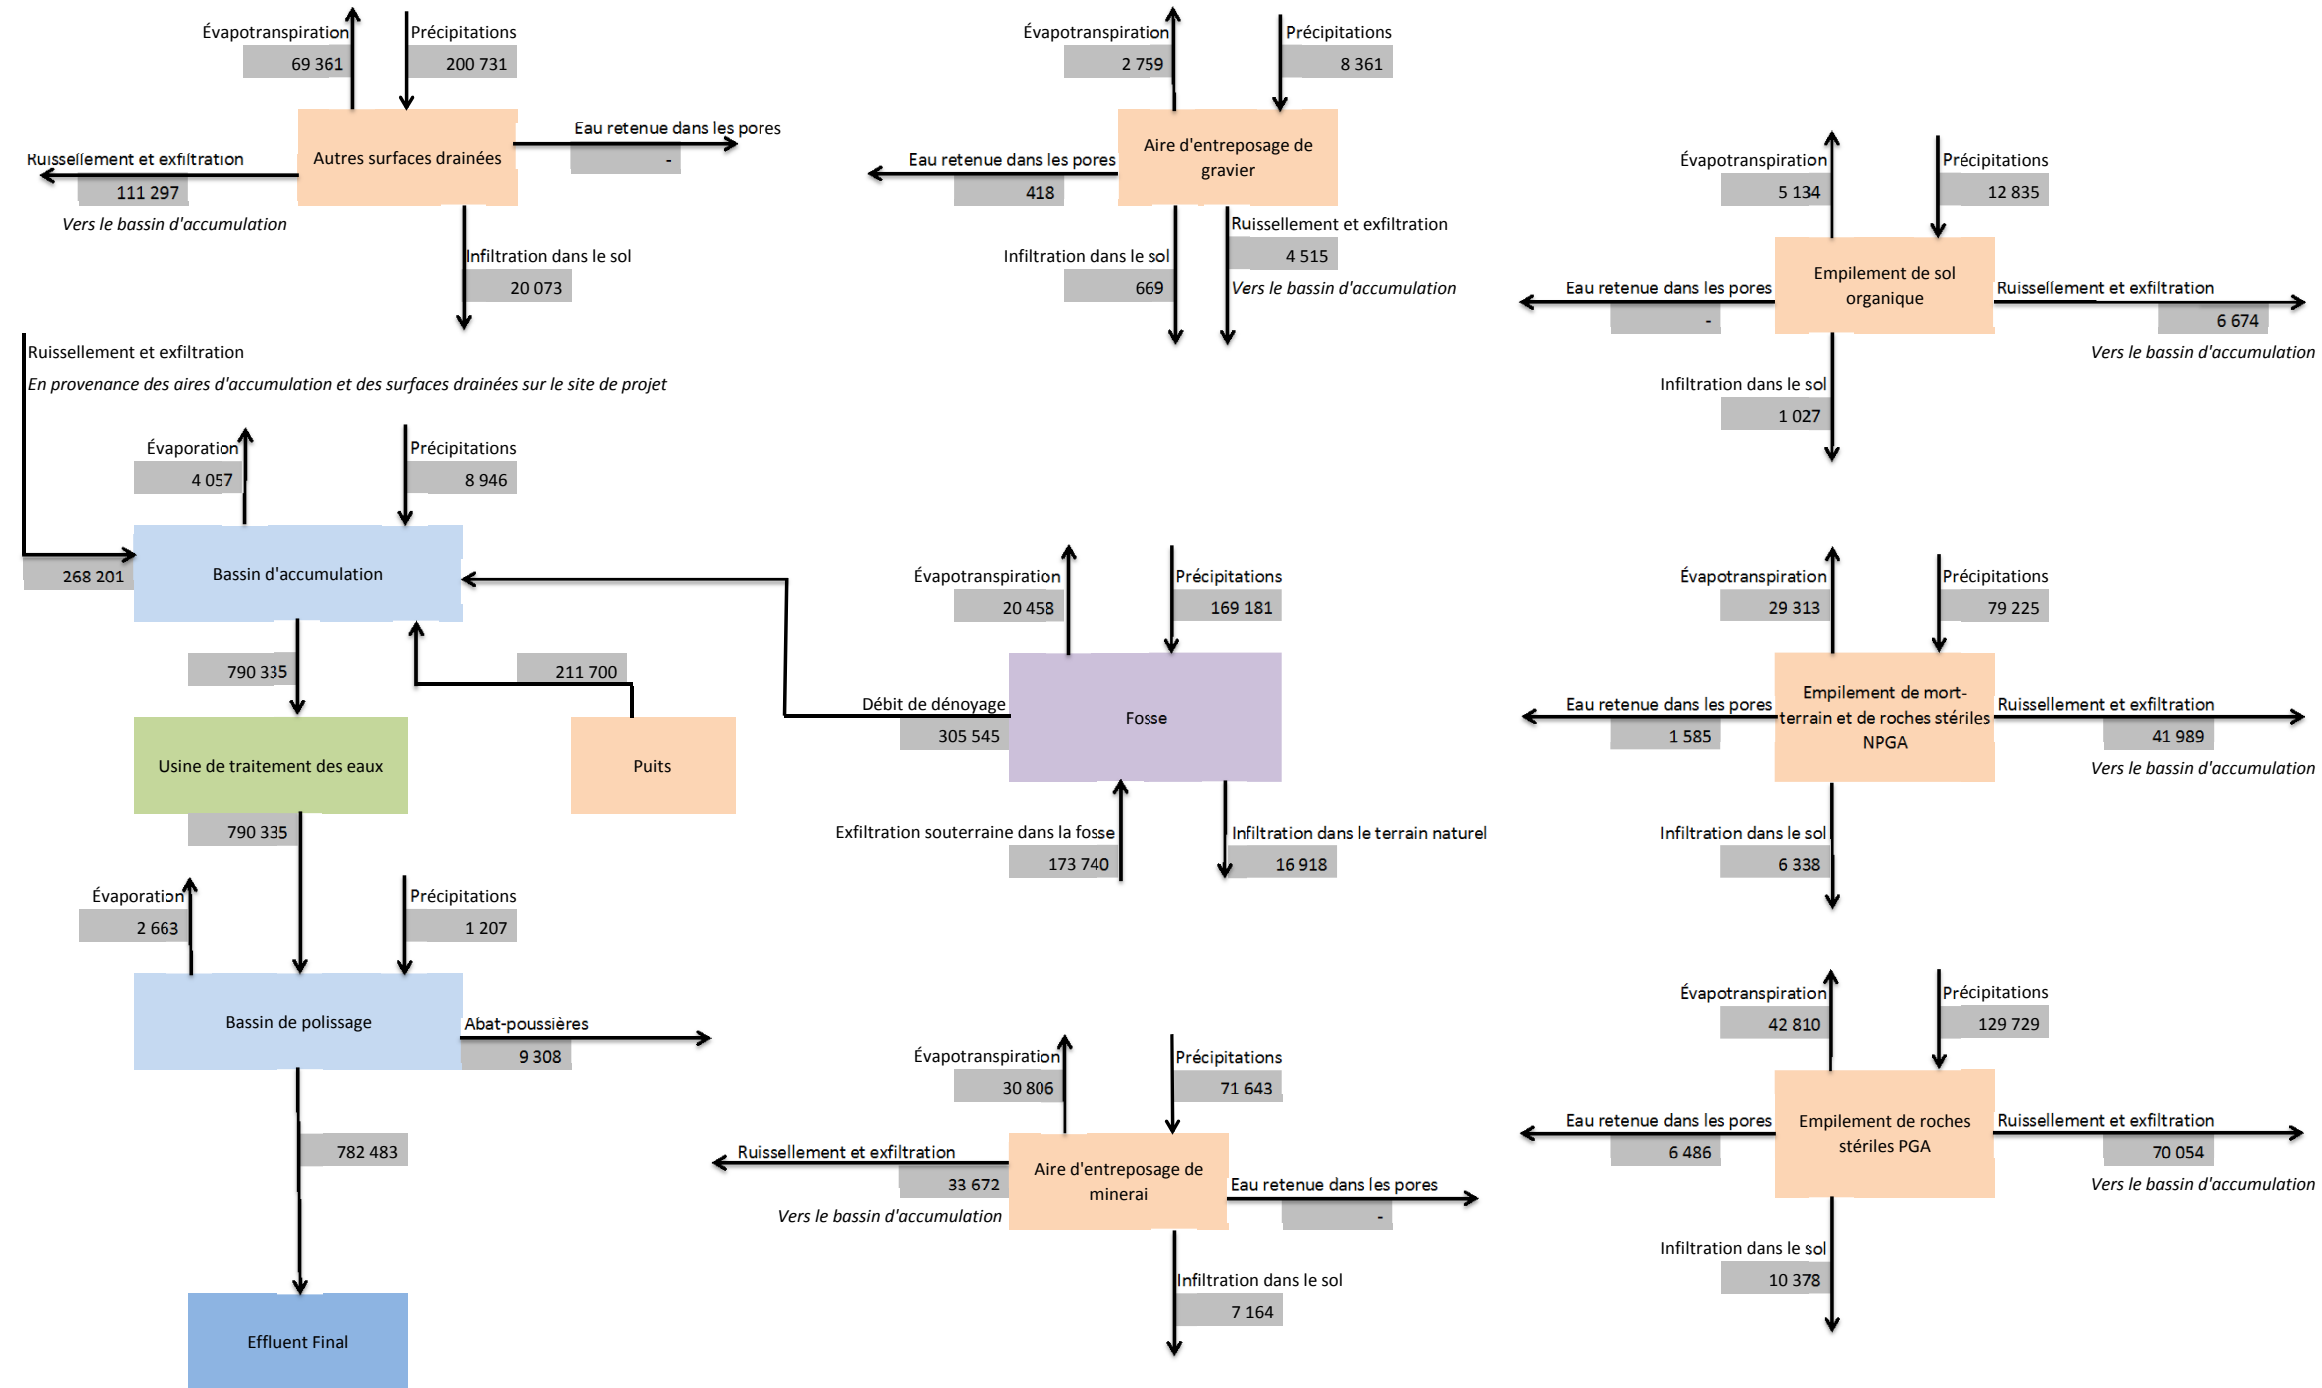 Évapotranspiration
69 361
Précipitations
200 731
Autres surfaces drainées
Eau retenue dans les pores
-
Ruissellement et exfiltration
111 297
Vers le bassin d'accumulation
Infiltration dans le sol
20 073
Évapotranspiration
2 759
Précipitations
8 361
Aire d'entreposage de
gravier
Eau retenue dans les pores
418
Ruissellement et exfiltration
4 515
Vers le bassin d'accumulation
Infiltration dans le sol
669
Évapotranspiration
5 134
Précipitations
12 835
Empilement de sol
organique
Eau retenue dans les pores
-
Ruissellement et exfiltration
6 674
Vers le bassin d'accumulation
Infiltration dans le sol
1 027
Ruissellement et exfiltration
En provenance des aires d'accumulation et des surfaces drainées sur le site de projet
Évaporation
4 057
Précipitations
8 946
268 201
Bassin d'accumulation
790 335
211 700
Usine de traitement des eaux
Puits
790 335
Évaporation
2 663
Précipitations
1 207
Bassin de polissage
Abat-poussières
9 308
782 483
Effluent Final
Évapotranspiration
20 458
Précipitations
169 181
Débit de dénoyage
305 545
Fosse
Exfiltration souterraine dans la fosse
173 740
Infiltration dans le terrain naturel
16 918
Évapotranspiration
30 806
Précipitations
71 643
Ruissellement et exfiltration
33 672
Vers le bassin d'accumulation
Aire d'entreposage de
minerai
Eau retenue dans les pores
-
Infiltration dans le sol
7 164
Évapotranspiration
29 313
Précipitations
79 225
Eau retenue dans les pores
1 585
Empilement de mort-
terrain et de roches stériles
NPGA
Ruissellement et exfiltration
41 989
Vers le bassin d'accumulation
Infiltration dans le sol
6 338
Évapotranspiration
42 810
Précipitations
129 729
Eau retenue dans les pores
6 486
Empilement de roches
stériles PGA
Ruissellement et exfiltration
70 054
Vers le bassin d'accumulation
Infiltration dans le sol
10 378